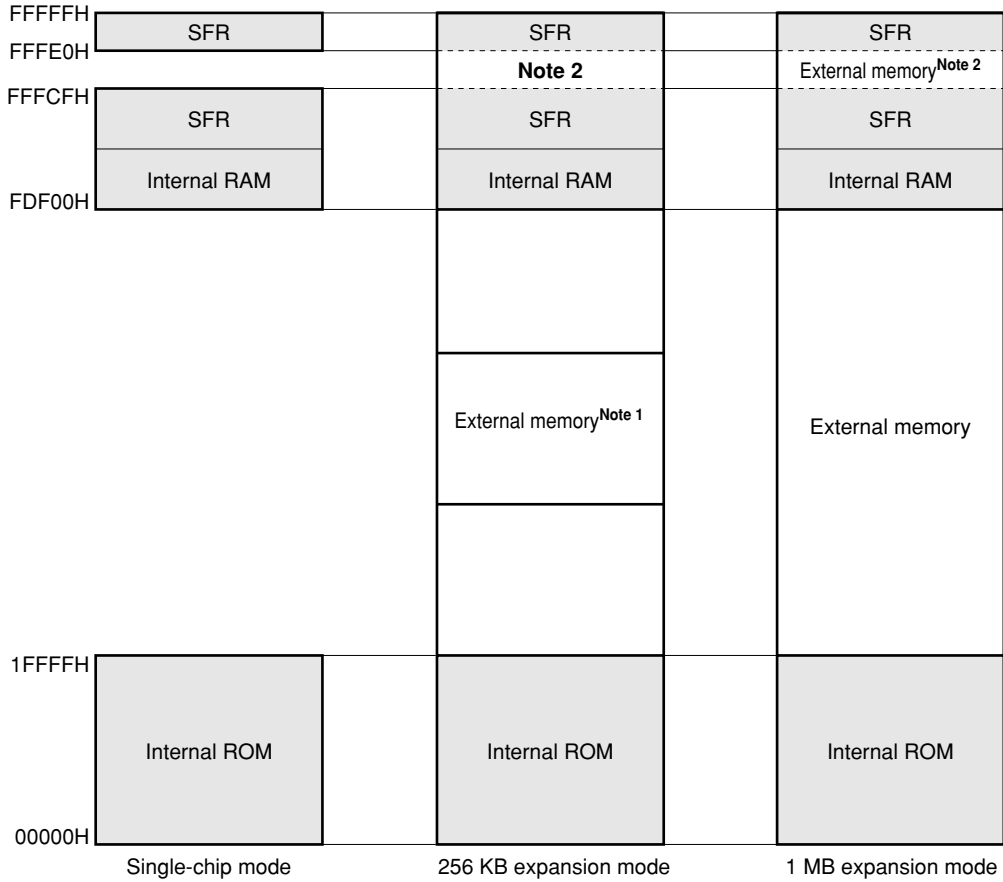 FFFFFH
SFR SFR SFR
FFFE0H
Note 2 External memoryNote 2
FFFCFH
SFR SFR SFR
Internal RAM Internal RAM Internal RAM
FDF00H
External memoryNote 1 External memory
1FFFFH
Internal ROM Internal ROM Internal ROM
00000H
Single-chip mode 256 KB expansion mode 1 MB expansion mode